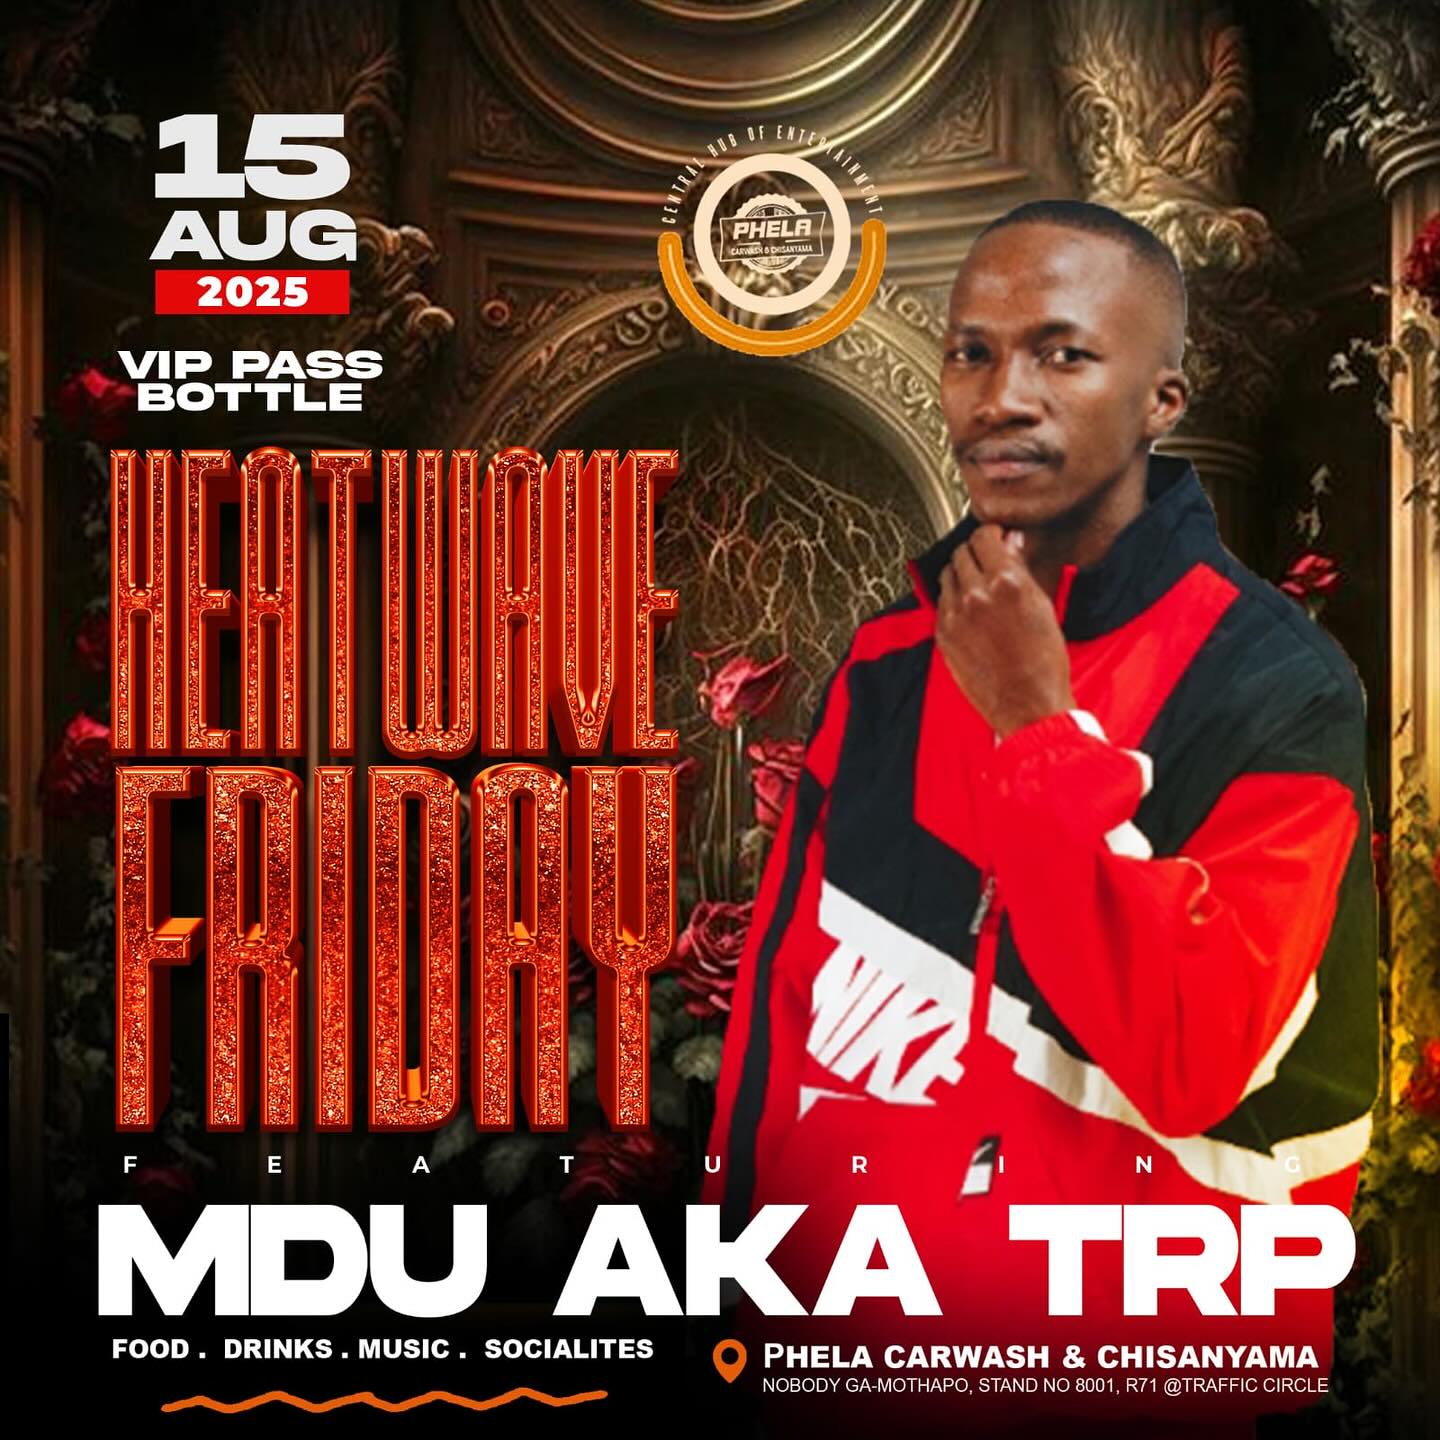 15
AUG
2025
VIP PASS
BOTTLE
CENTRAL HUB OF ENTERTAINMENT
PHELA
CARWASH & CHISANYAMA
HEATWAVE
FRIDAY
NIKE
FEATURING
MDU AKA TRP
FOOD . DRINKS . MUSIC . SOCIALITES
PHELA CARWASH & CHISANYAMA
NOBODY GA-MOTHAPO, STAND NO 8001, R71 @TRAFFIC CIRCLE